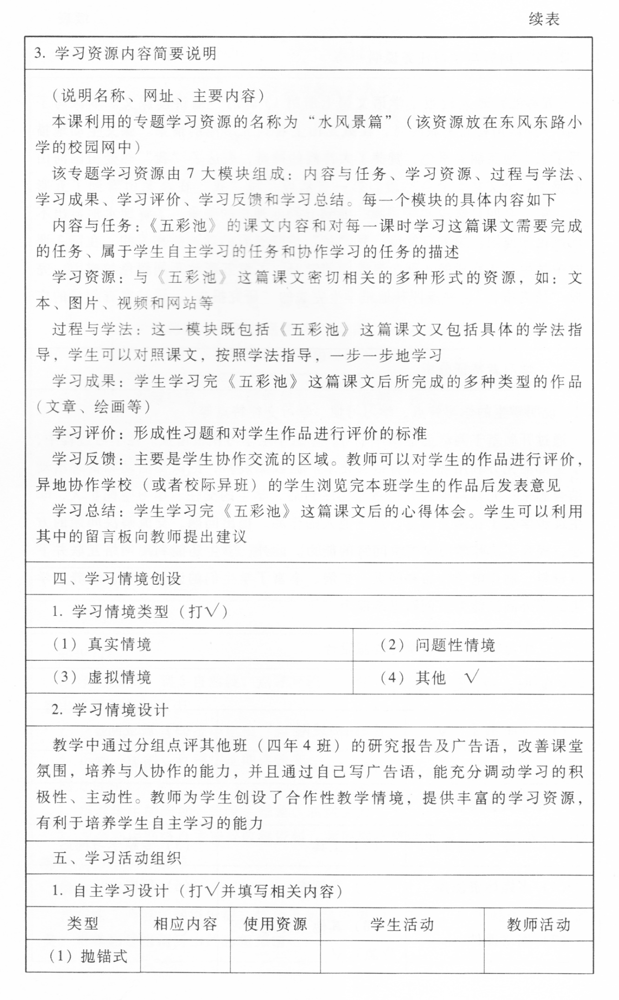 续表
3. 学习资源内容简要说明
（说明名称、网址、主要内容）
本课利用的专题学习资源的名称为“水风景篇”（该资源放在东风东路小
学的校园网中）
该专题学习资源由 7 大模块组成：内容与任务、学习资源、过程与学法、
学习成果、学习评价、学习反馈和学习总结。每一个模块的具体内容如下
内容与任务：《五彩池》的课文内容和对每一课时学习这篇课文需要完成
的任务、属于学生自主学习的任务和协作学习的任务的描述
学习资源：与《五彩池》这篇课文密切相关的多种形式的资源，如：文
本、图片、视频和网站等
过程与学法：这一模块既包括《五彩池》这篇课文又包括具体的学法指
导，学生可以对照课文，按照学法指导，一步一步地学习
学习成果：学生学习完《五彩池》这篇课文后所完成的多种类型的作品
（文章、绘画等）
学习评价：形成性习题和对学生作品进行评价的标准
学习反馈：主要是学生协作交流的区域。教师可以对学生的作品进行评价，
异地协作学校（或者校际异班）的学生浏览完本班学生的作品后发表意见
学习总结：学生学习完《五彩池》这篇课文后的心得体会。学生可以利用
其中的留言板向教师提出建议
四、学习情境创设
1. 学习情境类型（打√）
（1）真实情境 （2）问题性情境
（3）虚拟情境 （4）其他 √
2. 学习情境设计
教学中通过分组点评其他班（四年 4 班）的研究报告及广告语，改善课堂
氛围，培养与人协作的能力，并且通过自己写广告语，能充分调动学习的积
极性、主动性。教师为学生创设了合作性教学情境，提供丰富的学习资源，
有利于培养学生自主学习的能力
五、学习活动组织
1. 自主学习设计（打√并填写相关内容）
类型 相应内容 使用资源 学生活动 教师活动
（1）抛锚式